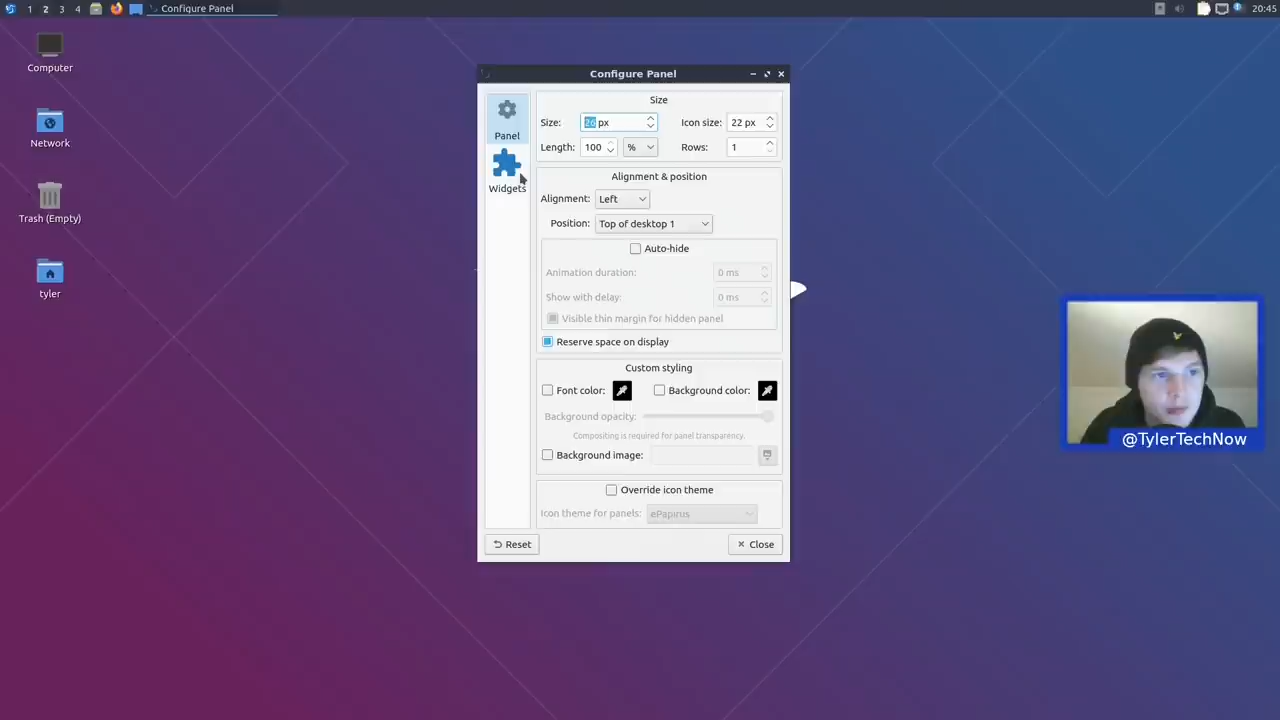 1 2 3 4 Configure Panel 20:45
Computer
Network
Trash (Empty)
tyler
Configure Panel
Panel
Widgets
Size
Size: px Icon size: 22 px
Length: 100 % Rows: 1
Alignment & position
Alignment: Left
Position: Top of desktop 1
Auto-hide
Animation duration: 0 ms
Show with delay: 0 ms
Visible thin margin for hidden panel
Reserve space on display
Custom styling
Font color: Background color:
Background opacity:
Compositing is required for panel transparency.
Background image:
Override icon theme
Icon theme for panels: ePapirus
Reset Close
@TylerTechNow